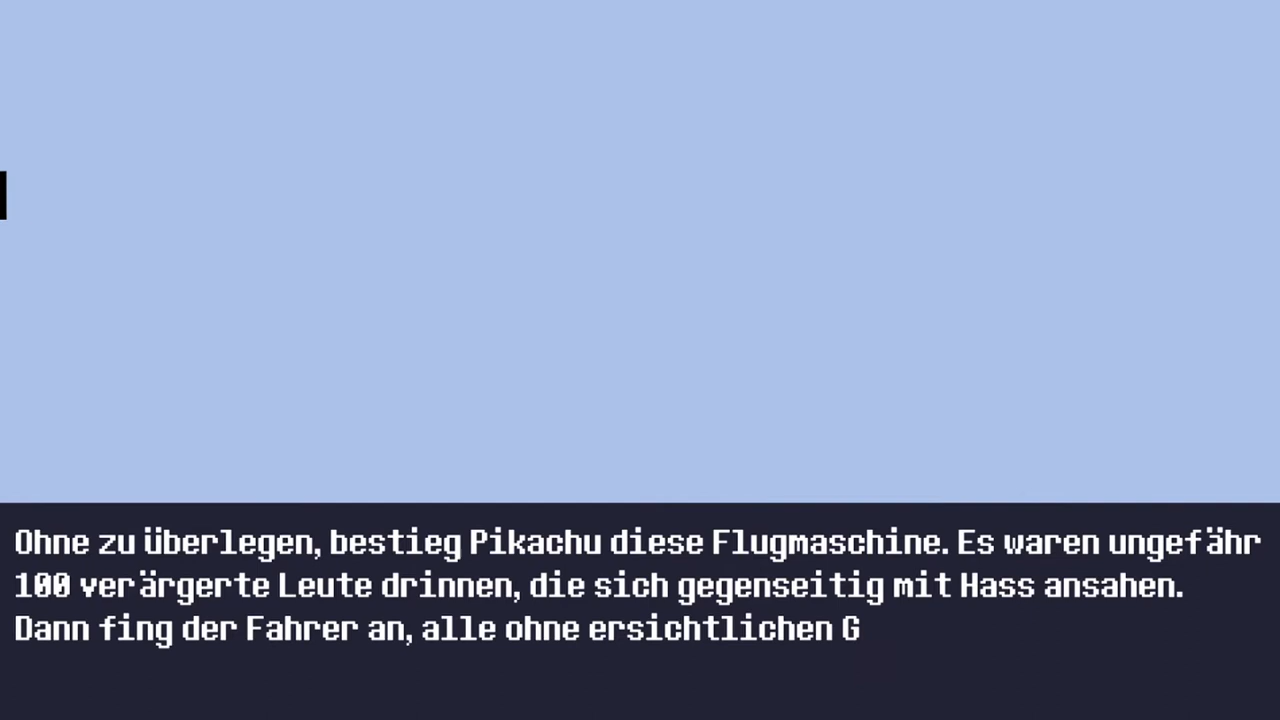 Ohne zu überlegen, bestieg Pikachu diese Flugmaschine. Es waren ungefähr
100 verärgerte Leute drinnen, die sich gegenseitig mit Hass ansahen.
Dann fing der Fahrer an, alle ohne ersichtlichen G